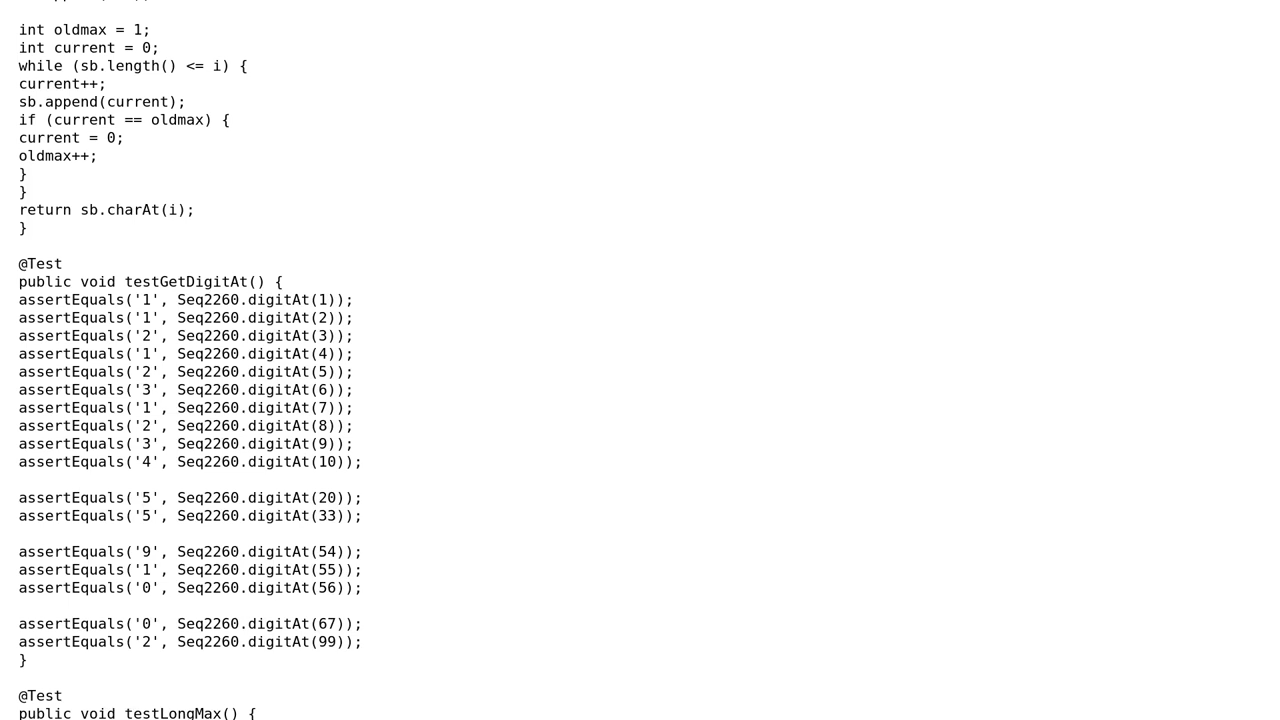 int oldmax = 1;
int current = 0;
while (sb.length() <= i) {
current++;
sb.append(current);
if (current == oldmax) {
current = 0;
oldmax++;
}
}
return sb.charAt(i);
}
@Test
public void testGetDigitAt() {
assertEquals('1', Seq2260.digitAt(1));
assertEquals('1', Seq2260.digitAt(2));
assertEquals('2', Seq2260.digitAt(3));
assertEquals('1', Seq2260.digitAt(4));
assertEquals('2', Seq2260.digitAt(5));
assertEquals('3', Seq2260.digitAt(6));
assertEquals('1', Seq2260.digitAt(7));
assertEquals('2', Seq2260.digitAt(8));
assertEquals('3', Seq2260.digitAt(9));
assertEquals('4', Seq2260.digitAt(10));
assertEquals('5', Seq2260.digitAt(20));
assertEquals('5', Seq2260.digitAt(33));
assertEquals('9', Seq2260.digitAt(54));
assertEquals('1', Seq2260.digitAt(55));
assertEquals('0', Seq2260.digitAt(56));
assertEquals('0', Seq2260.digitAt(67));
assertEquals('2', Seq2260.digitAt(99));
}
@Test
public void testLongMax() {